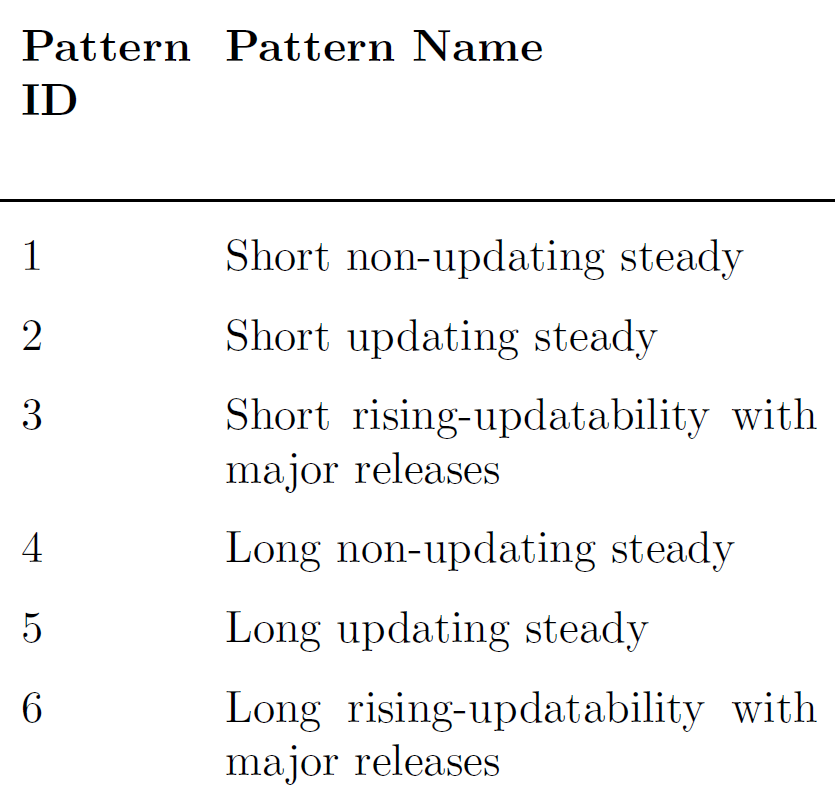 Pattern Pattern Name
ID
1 Short non-updating steady
2 Short updating steady
3 Short rising-updatability with
major releases
4 Long non-updating steady
5 Long updating steady
6 Long rising-updatability with
major releases